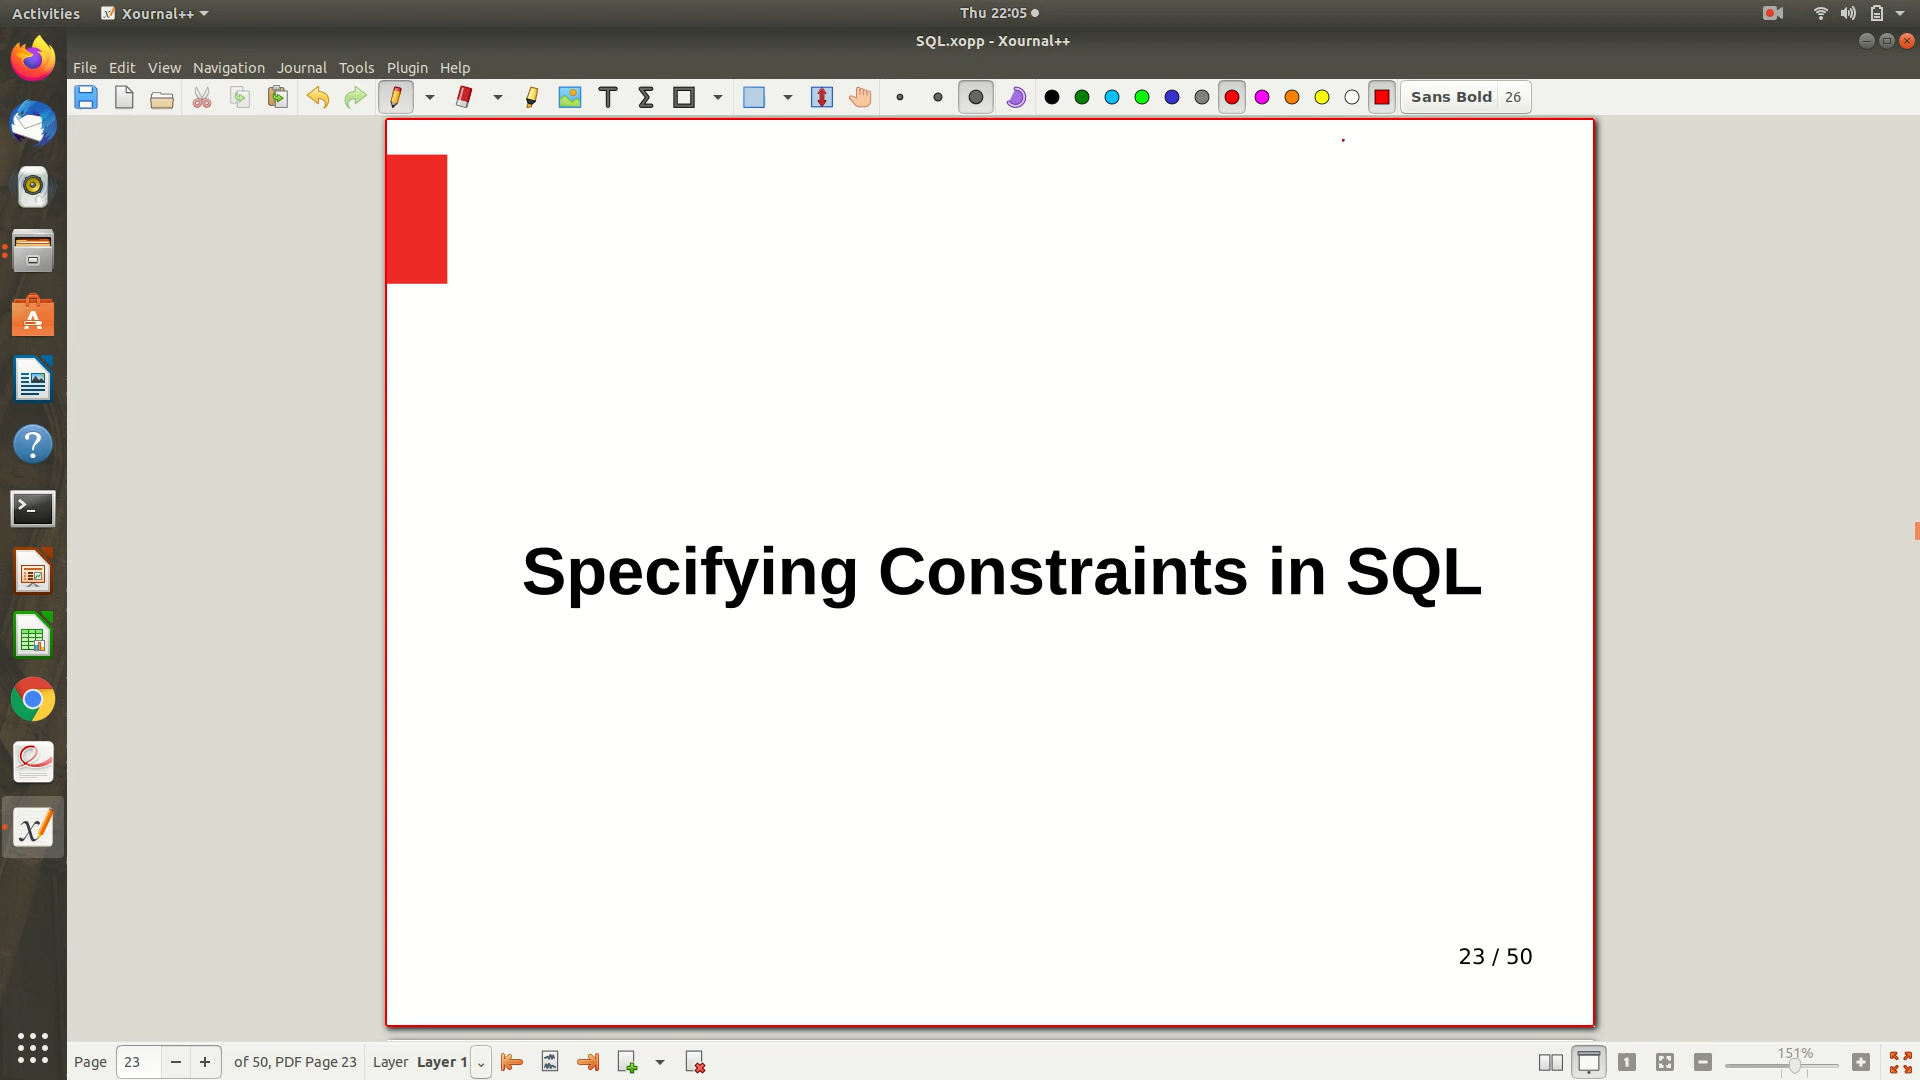 Activities Xournal++ Thu 22:05
SQL.xopp - Xournal++
File Edit View Navigation Journal Tools Plugin Help
Sans Bold 26
Specifying Constraints in SQL
23 / 50
Page 23 of 50, PDF Page 23 Layer Layer 1 151%